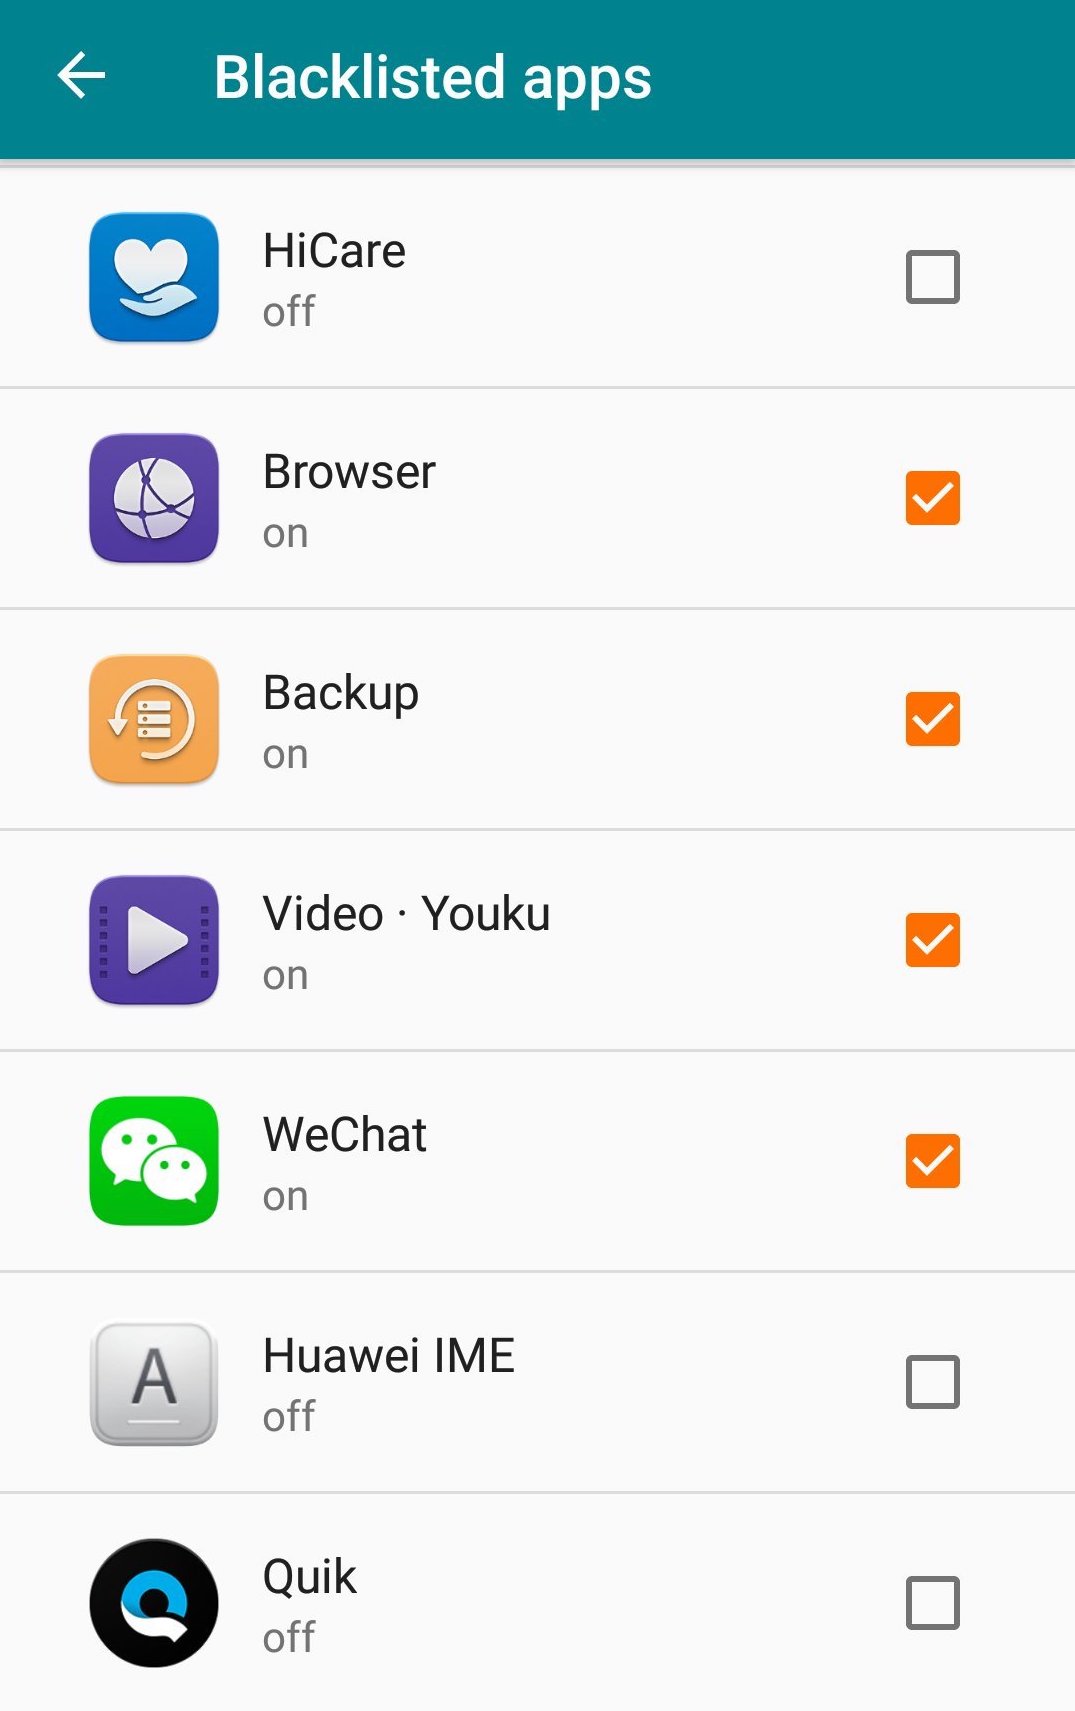 Blacklisted apps
HiCare
off
Browser
on
Backup
on
Video · Youku
on
WeChat
on
A
Huawei IME
off
Quik
off